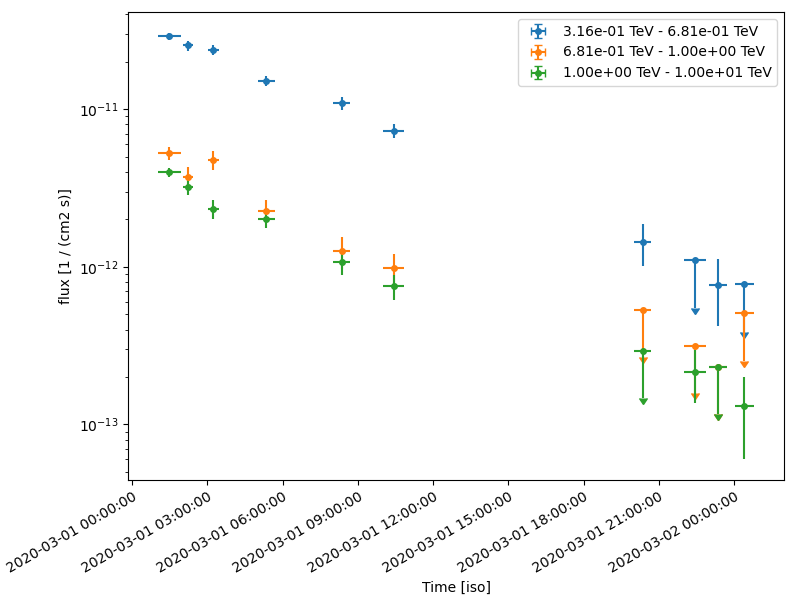 3.16e-01 TeV - 6.81e-01 TeV
6.81e-01 TeV - 1.00e+00 TeV
1.00e+00 TeV - 1.00e+01 TeV
flux [1 / (cm2 s)]
10⁻¹¹
10⁻¹²
10⁻¹³
2020-03-01 00:00:00
2020-03-01 03:00:00
2020-03-01 06:00:00
2020-03-01 09:00:00
2020-03-01 12:00:00
2020-03-01 15:00:00
2020-03-01 18:00:00
2020-03-01 21:00:00
2020-03-02 00:00:00
Time [iso]